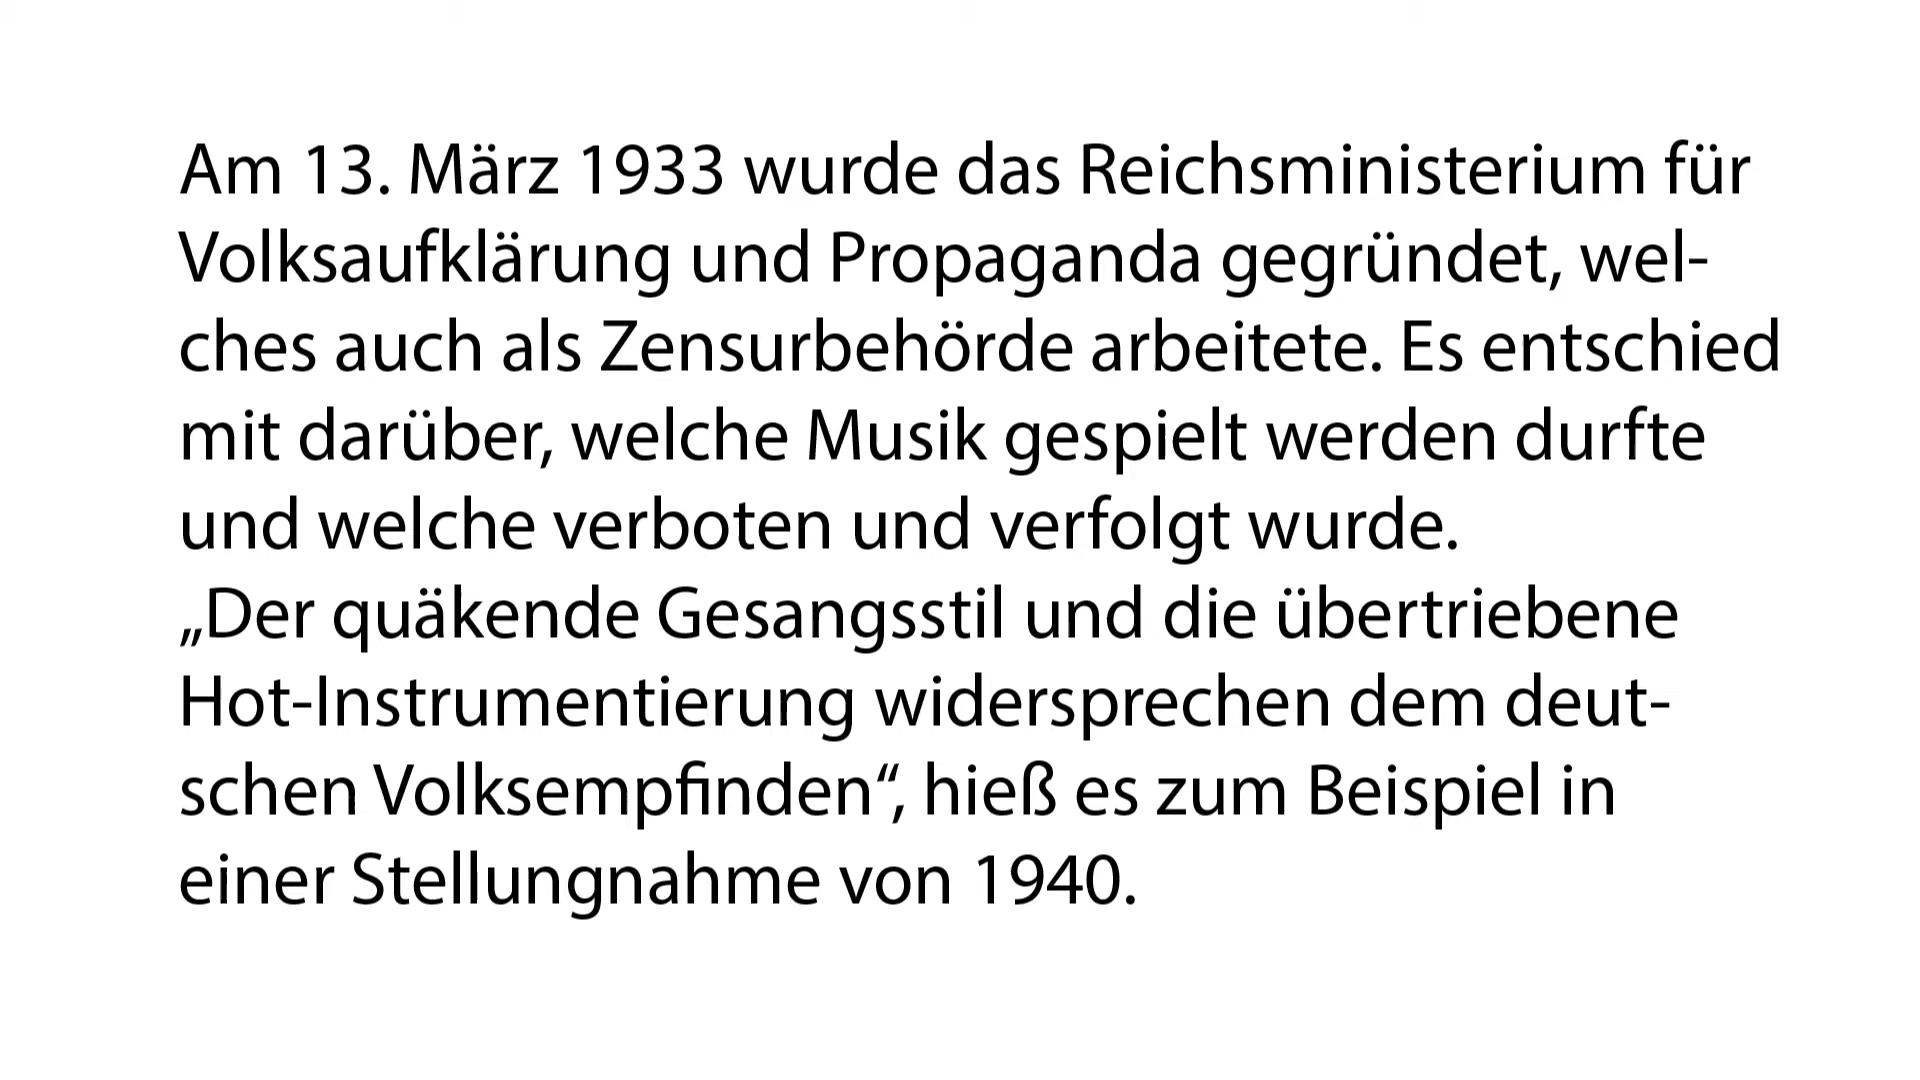 Am 13. März 1933 wurde das Reichsministerium für
Volksaufklärung und Propaganda gegründet, wel-
ches auch als Zensurbehörde arbeitete. Es entschied
mit darüber, welche Musik gespielt werden durfte
und welche verboten und verfolgt wurde.
„Der quäkende Gesangsstil und die übertriebene
Hot-Instrumentierung widersprechen dem deut-
schen Volksempfinden“, hieß es zum Beispiel in
einer Stellungnahme von 1940.